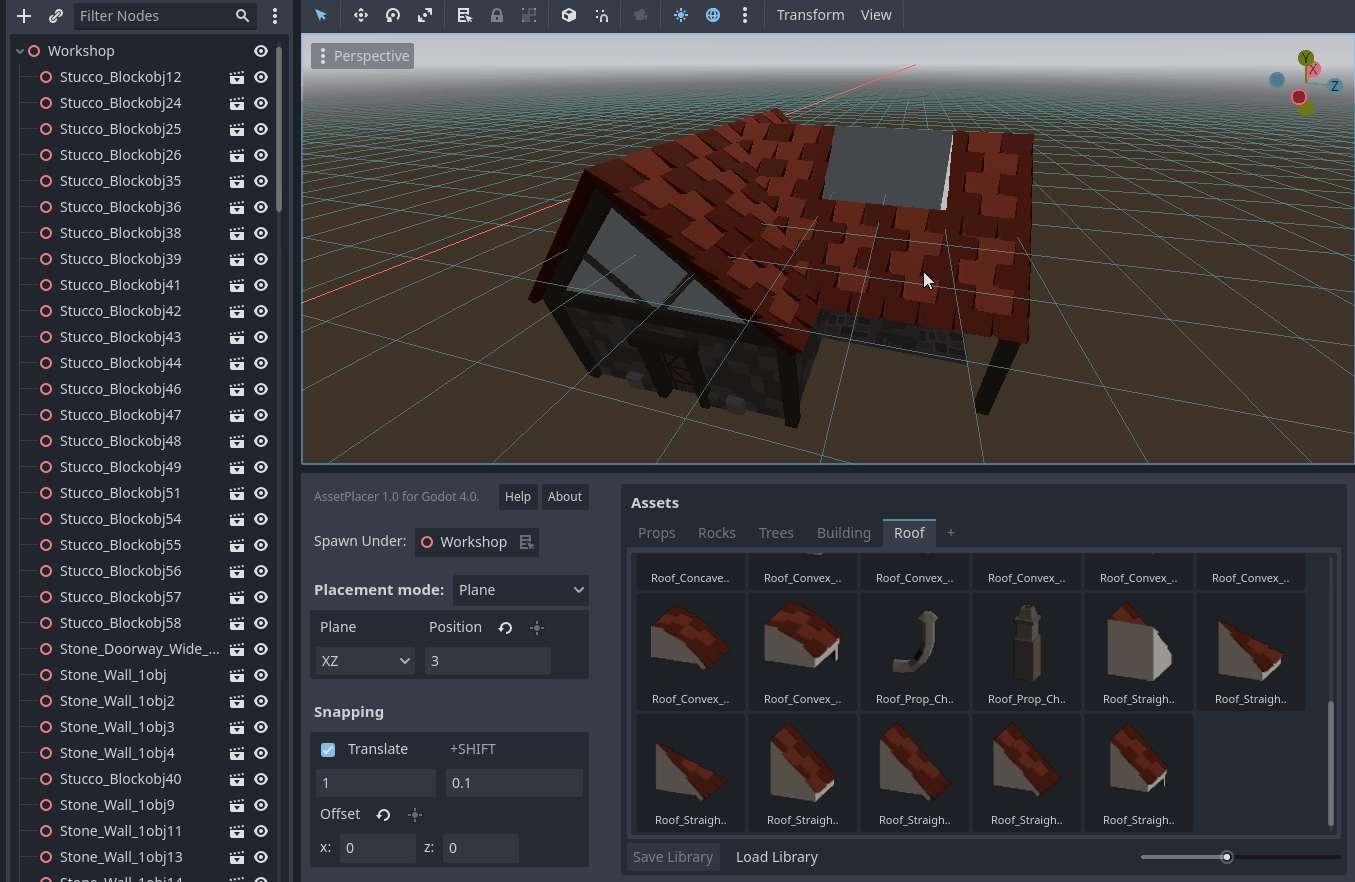 Filter Nodes
Transform View
Workshop
Stucco_Blockobj12
Stucco_Blockobj24
Stucco_Blockobj25
Stucco_Blockobj26
Stucco_Blockobj35
Stucco_Blockobj36
Stucco_Blockobj38
Stucco_Blockobj39
Stucco_Blockobj41
Stucco_Blockobj42
Stucco_Blockobj43
Stucco_Blockobj44
Stucco_Blockobj46
Stucco_Blockobj47
Stucco_Blockobj48
Stucco_Blockobj49
Stucco_Blockobj51
Stucco_Blockobj54
Stucco_Blockobj55
Stucco_Blockobj56
Stucco_Blockobj57
Stucco_Blockobj58
Stone_Doorway_Wide_...
Stone_Wall_1obj
Stone_Wall_1obj2
Stone_Wall_1obj3
Stone_Wall_1obj4
Stucco_Blockobj40
Stone_Wall_1obj9
Stone_Wall_1obj11
Stone_Wall_1obj13
Stone_Wall_1obj14
Perspective
Y
X
Z
AssetPlacer 1.0 for Godot 4.0.
Help
About
Spawn Under:
Workshop
Placement mode:
Plane
Plane
Position
XZ
3
Snapping
Translate
+SHIFT
1
0.1
Offset
x:
0
z:
0
Assets
Props
Rocks
Trees
Building
Roof
+
Roof_Concave..
Roof_Convex_..
Roof_Convex_..
Roof_Convex_..
Roof_Convex_..
Roof_Convex_..
Roof_Convex_..
Roof_Convex_..
Roof_Prop_Ch..
Roof_Prop_Ch..
Roof_Straigh..
Roof_Straigh..
Roof_Straigh..
Roof_Straigh..
Roof_Straigh..
Roof_Straigh..
Roof_Straigh..
Save Library
Load Library